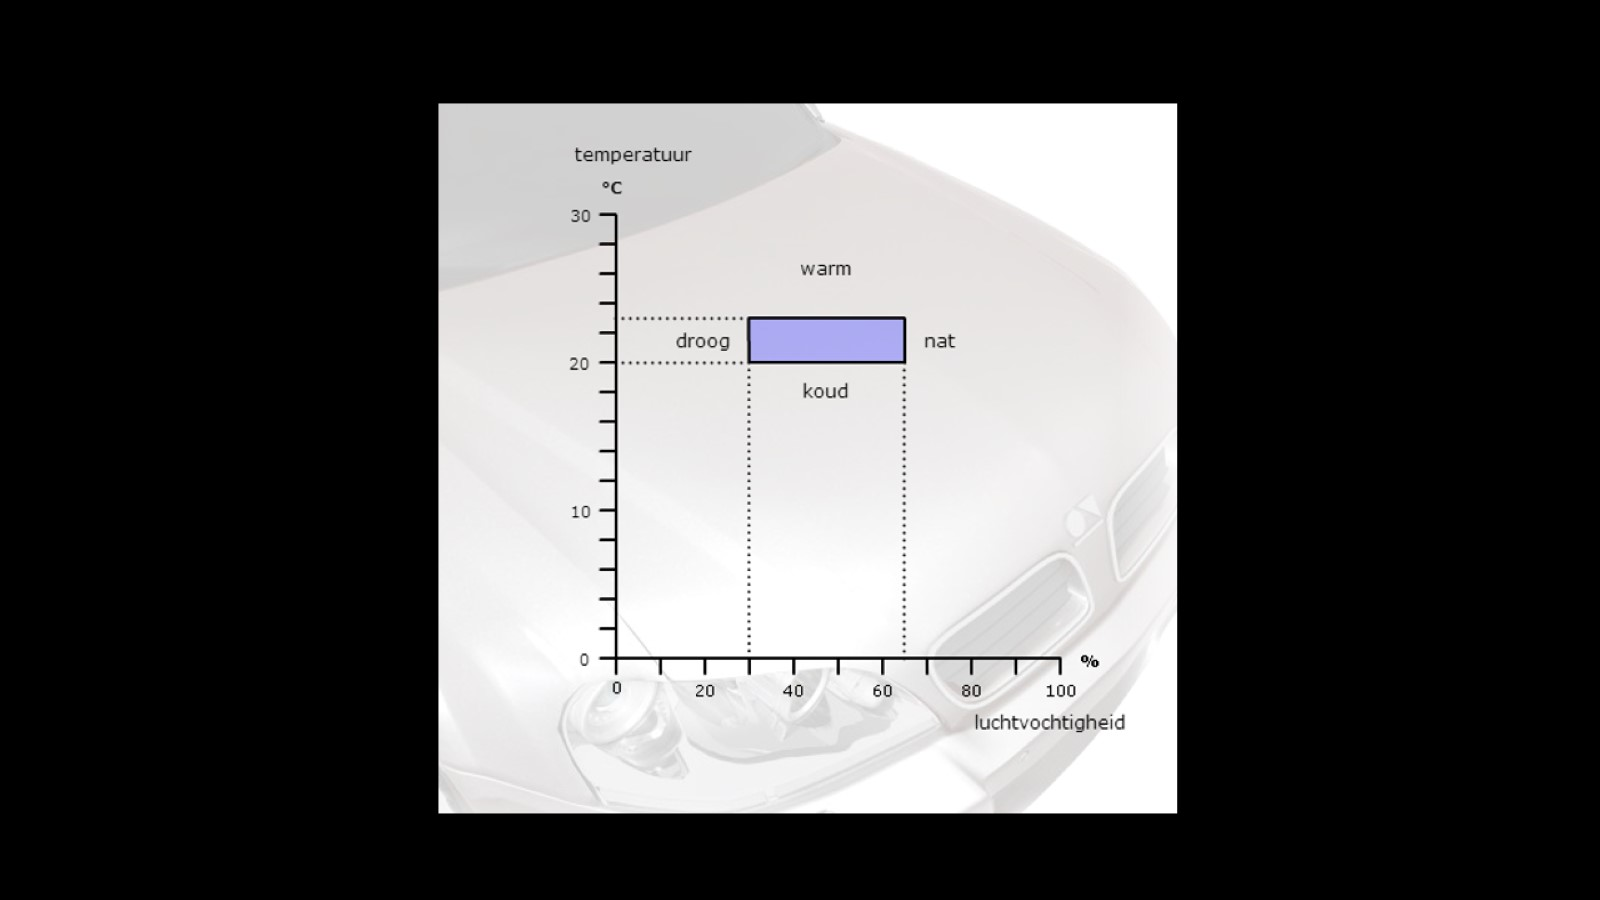 temperatuur
°C
30
warm
droog
nat
20
koud
10
0
%
0 20 40 60 80 100
luchtvochtigheid